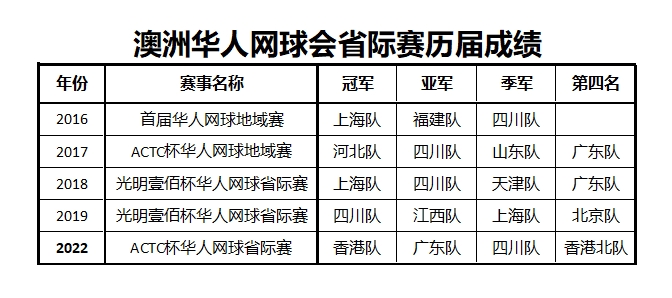 澳洲华人网球会省际赛历届成绩
年份 赛事名称 冠军 亚军 季军 第四名
2016 首届华人网球地域赛 上海队 福建队 四川队
2017 ACTC杯华人网球地域赛 河北队 四川队 山东队 广东队
2018 光明壹佰杯华人网球省际赛 上海队 四川队 天津队 广东队
2019 光明壹佰杯华人网球省际赛 四川队 江西队 上海队 北京队
2022 ACTC杯华人网球省际赛 香港队 广东队 四川队 香港北队